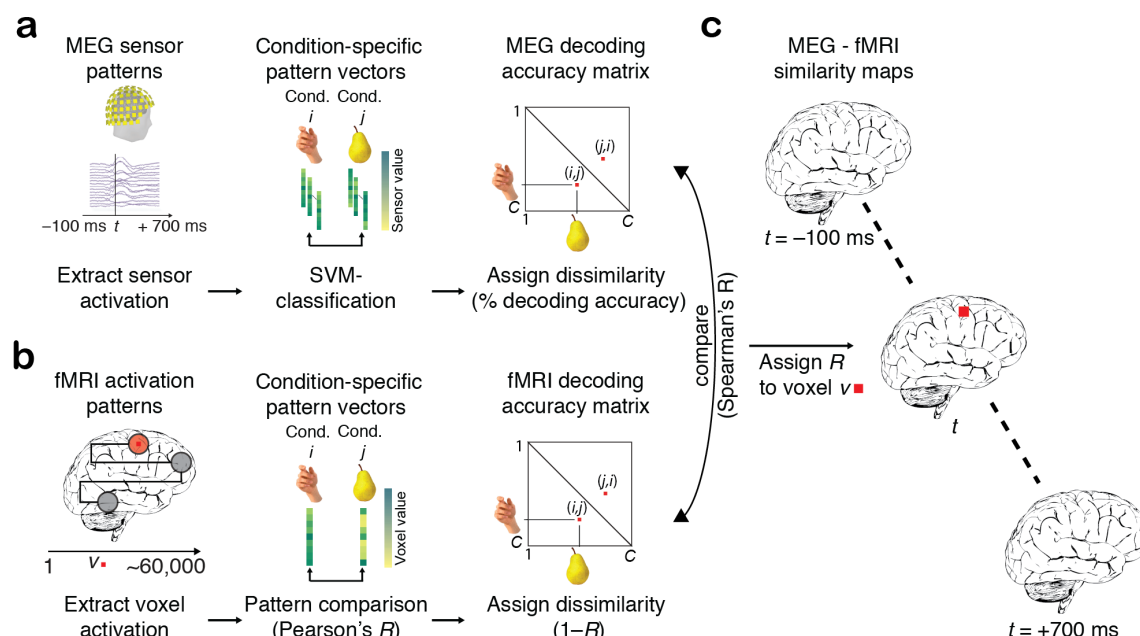 a
MEG sensor
patterns
−100 ms t + 700 ms
Extract sensor
activation
Condition-specific
pattern vectors
Cond. Cond.
i j
Sensor value
SVM-
classification
MEG decoding
accuracy matrix
1
(j,i)
(i,j)
C
1 C
Assign dissimilarity
(% decoding accuracy)
b
fMRI activation
patterns
1 v ~60,000
Extract voxel
activation
Condition-specific
pattern vectors
Cond. Cond.
i j
Voxel value
Pattern comparison
(Pearson's R)
fMRI decoding
accuracy matrix
1
(j,i)
(i,j)
C
1 C
Assign dissimilarity
(1−R)
compare
(Spearman's R)
c
MEG - fMRI
similarity maps
t = −100 ms
Assign R
to voxel v
t
t = +700 ms